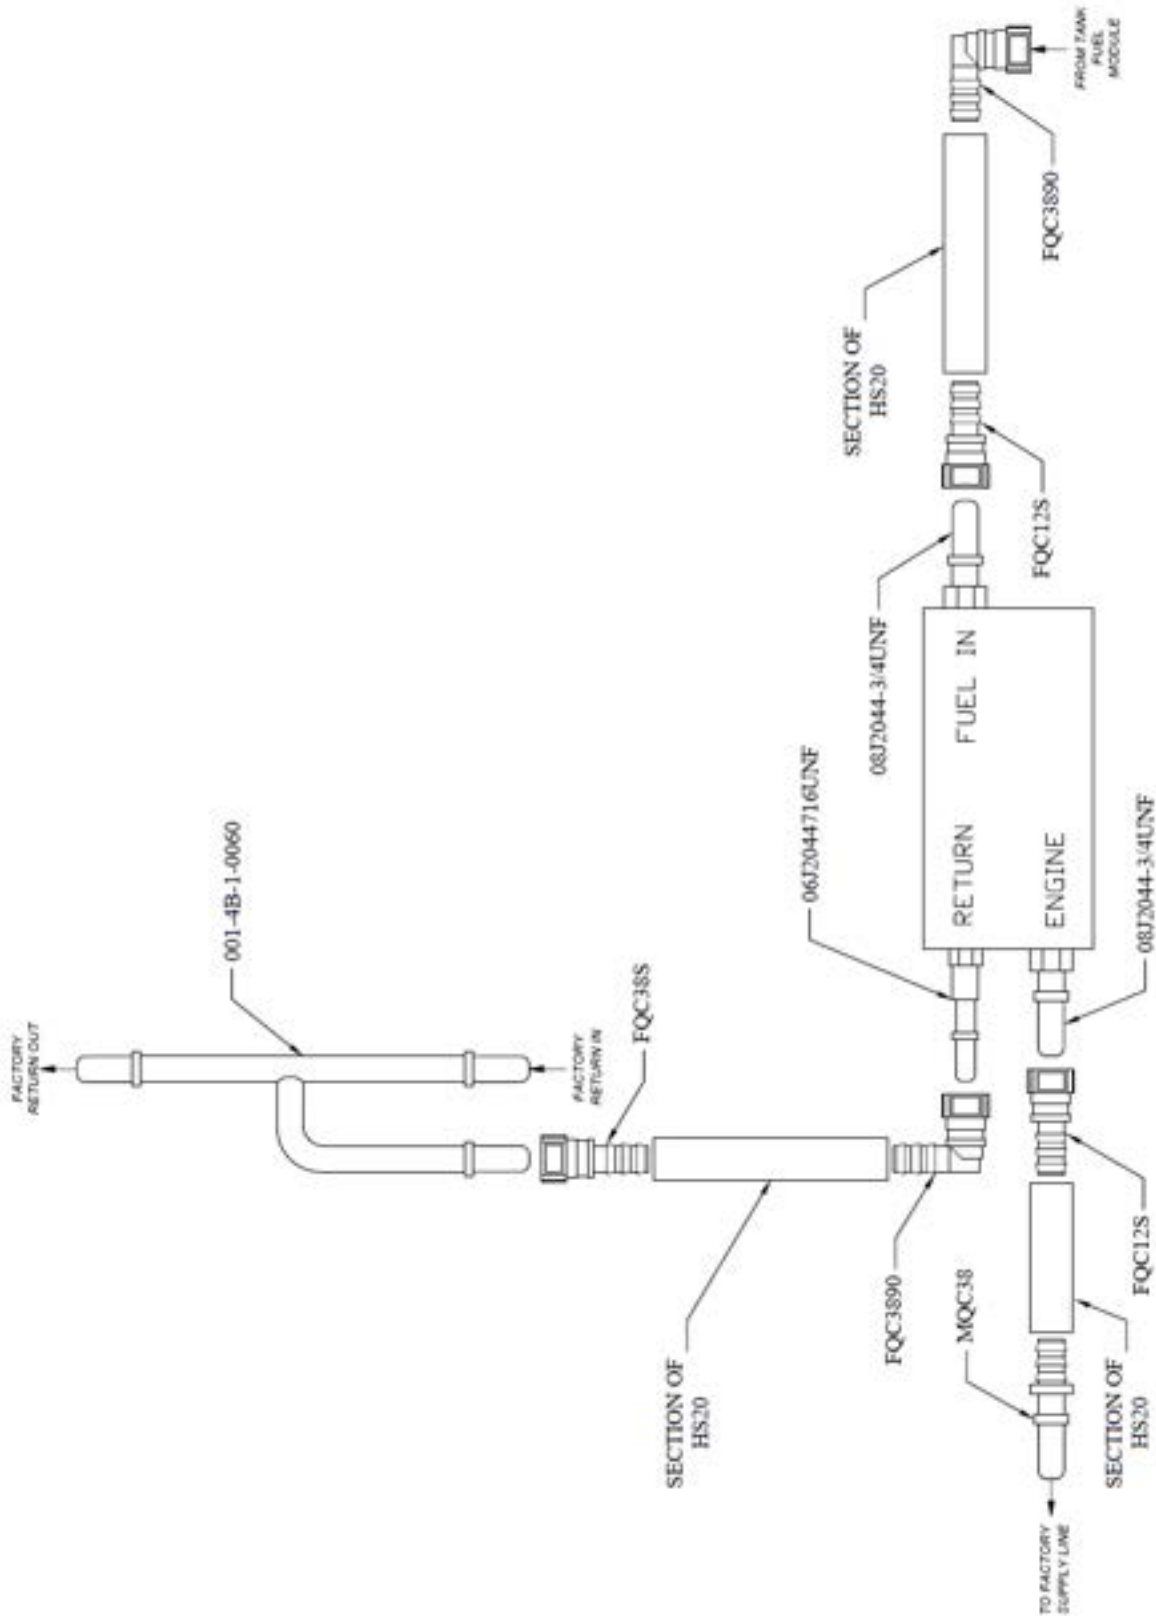 FACTORY
RETURN OUT
001-4B-1-0060
FACTORY
RETURN IN
FQC38S
SECTION OF
HS20
FQC3890
06J2044716UNF
08J2044-3/4UNF
RETURN
FUEL IN
ENGINE
SECTION OF
HS20
FQC12S
FQC3890
FROM TANK
FUEL
MODULE
TO FACTORY
SUPPLY LINE
MQC38
SECTION OF
HS20
FQC12S
08J2044-3/4UNF